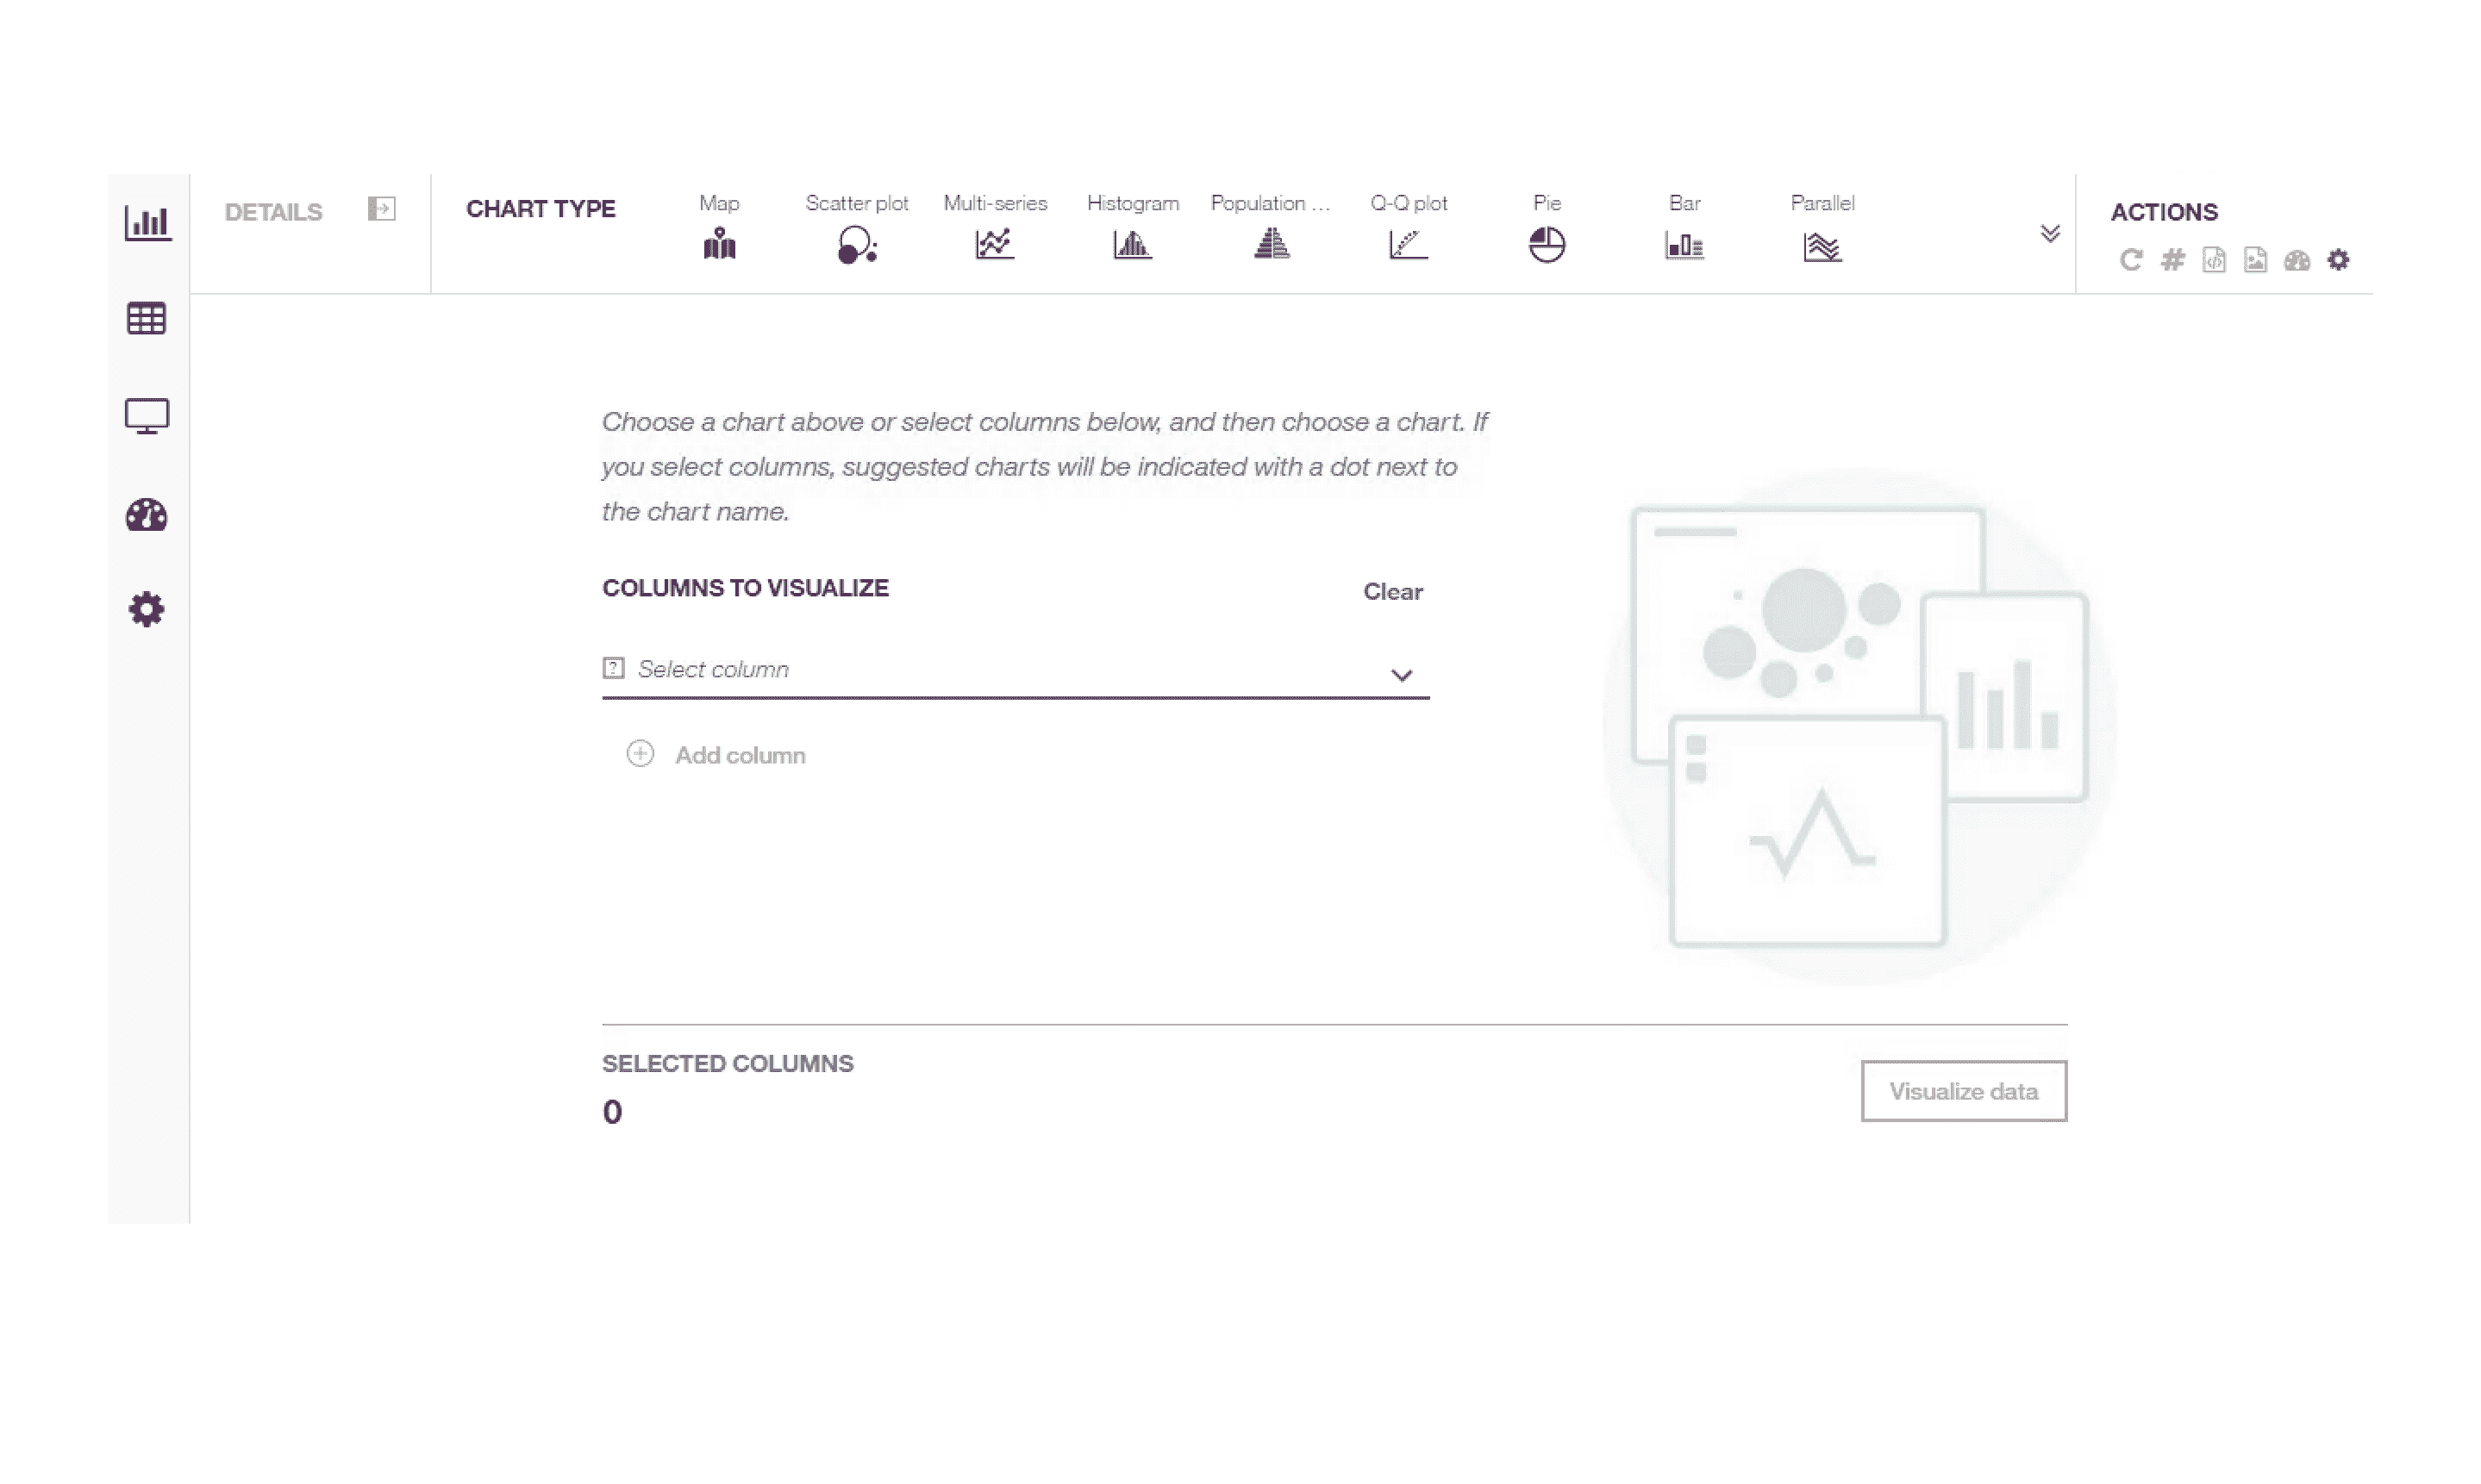 DETAILS
CHART TYPE
Map
Scatter plot
Multi-series
Histogram
Population ...
Q-Q plot
Pie
Bar
Parallel
ACTIONS
Choose a chart above or select columns below, and then choose a chart. If
you select columns, suggested charts will be indicated with a dot next to
the chart name.
COLUMNS TO VISUALIZE
Clear
? Select column
Add column
SELECTED COLUMNS
0
Visualize data